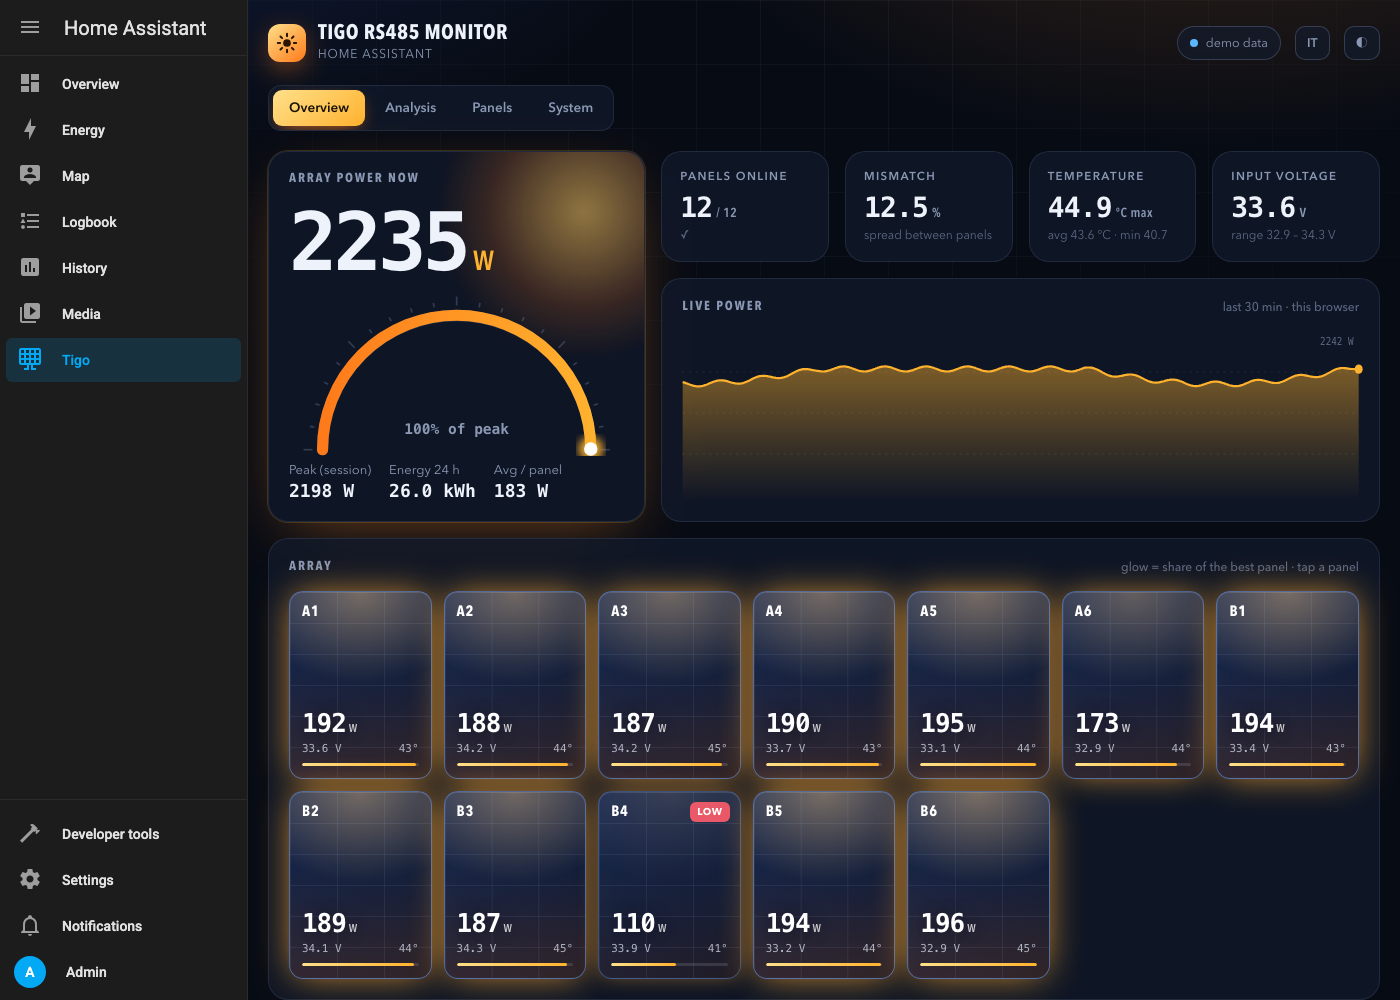 Home Assistant
Overview
Energy
Map
Logbook
History
Media
Tigo
Developer tools
Settings
Notifications
A
Admin
TIGO RS485 MONITOR
HOME ASSISTANT
demo data
IT
Overview
Analysis
Panels
System
ARRAY POWER NOW
2235 W
100% of peak
Peak (session)
2198 W
Energy 24 h
26.0 kWh
Avg / panel
183 W
PANELS ONLINE
12 / 12
✓
MISMATCH
12.5 %
spread between panels
TEMPERATURE
44.9 °C max
avg 43.6 °C · min 40.7
INPUT VOLTAGE
33.6 V
range 32.9 – 34.3 V
LIVE POWER
last 30 min · this browser
2242 W
ARRAY
glow = share of the best panel · tap a panel
A1
192 W
33.6 V 43°
A2
188 W
34.2 V 44°
A3
187 W
34.2 V 45°
A4
190 W
33.7 V 43°
A5
195 W
33.1 V 44°
A6
173 W
32.9 V 44°
B1
194 W
33.4 V 43°
B2
189 W
34.1 V 44°
B3
187 W
34.3 V 45°
B4 LOW
110 W
33.9 V 41°
B5
194 W
33.2 V 44°
B6
196 W
32.9 V 45°